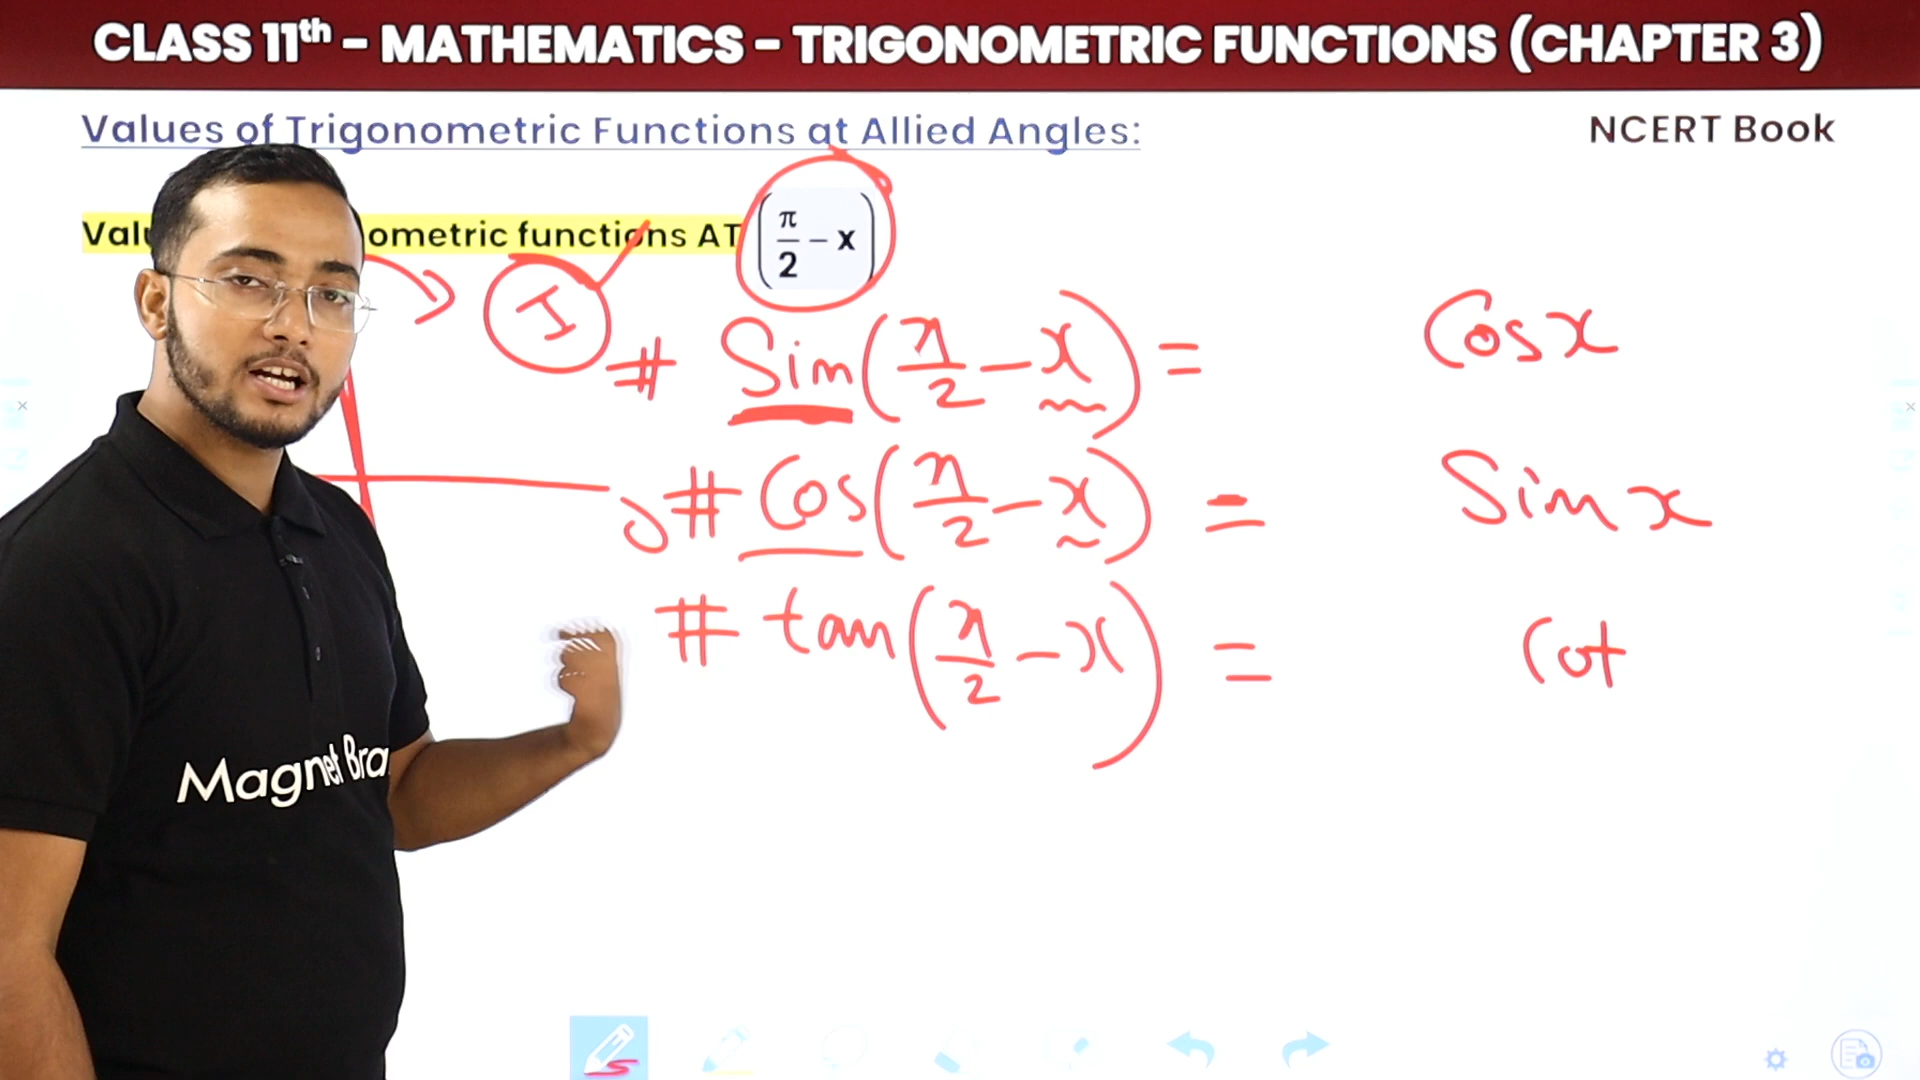 CLASS 11th - MATHEMATICS - TRIGONOMETRIC FUNCTIONS (CHAPTER 3)
Values of Trigonometric Functions at Allied Angles:
NCERT Book
Valu ometric functions AT (π/2 - x)
I
# Sin(π/2 - x) = Cos x
# Cos(π/2 - x) = Sin x
# tan(π/2 - x) = Cot
Magnet Bra